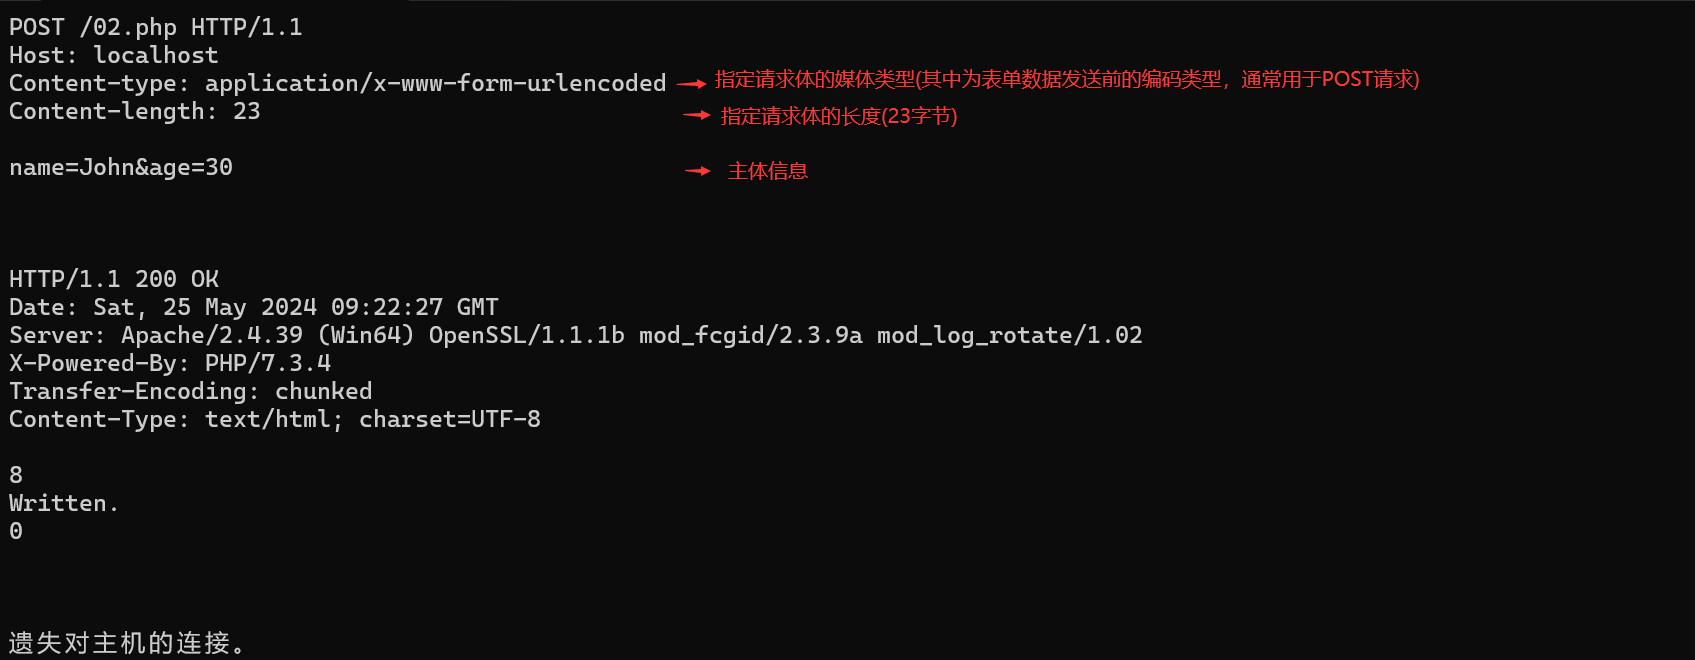 POST /02.php HTTP/1.1
Host: localhost
Content-type: application/x-www-form-urlencoded 指定请求体的媒体类型(其中为表单数据发送前的编码类型，通常用于POST请求)
Content-length: 23 指定请求体的长度(23字节)
name=John&age=30 主体信息
HTTP/1.1 200 OK
Date: Sat, 25 May 2024 09:22:27 GMT
Server: Apache/2.4.39 (Win64) OpenSSL/1.1.1b mod_fcgid/2.3.9a mod_log_rotate/1.02
X-Powered-By: PHP/7.3.4
Transfer-Encoding: chunked
Content-Type: text/html; charset=UTF-8
8
Written.
0
遗失对主机的连接。